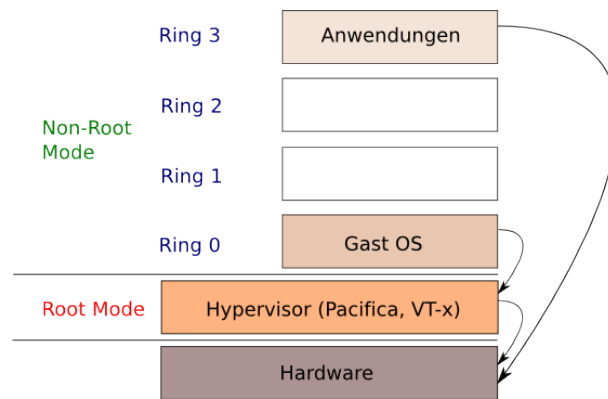 Ring 3
Anwendungen
Ring 2
Non-Root
Mode
Ring 1
Ring 0
Gast OS
Root Mode
Hypervisor (Pacifica, VT-x)
Hardware